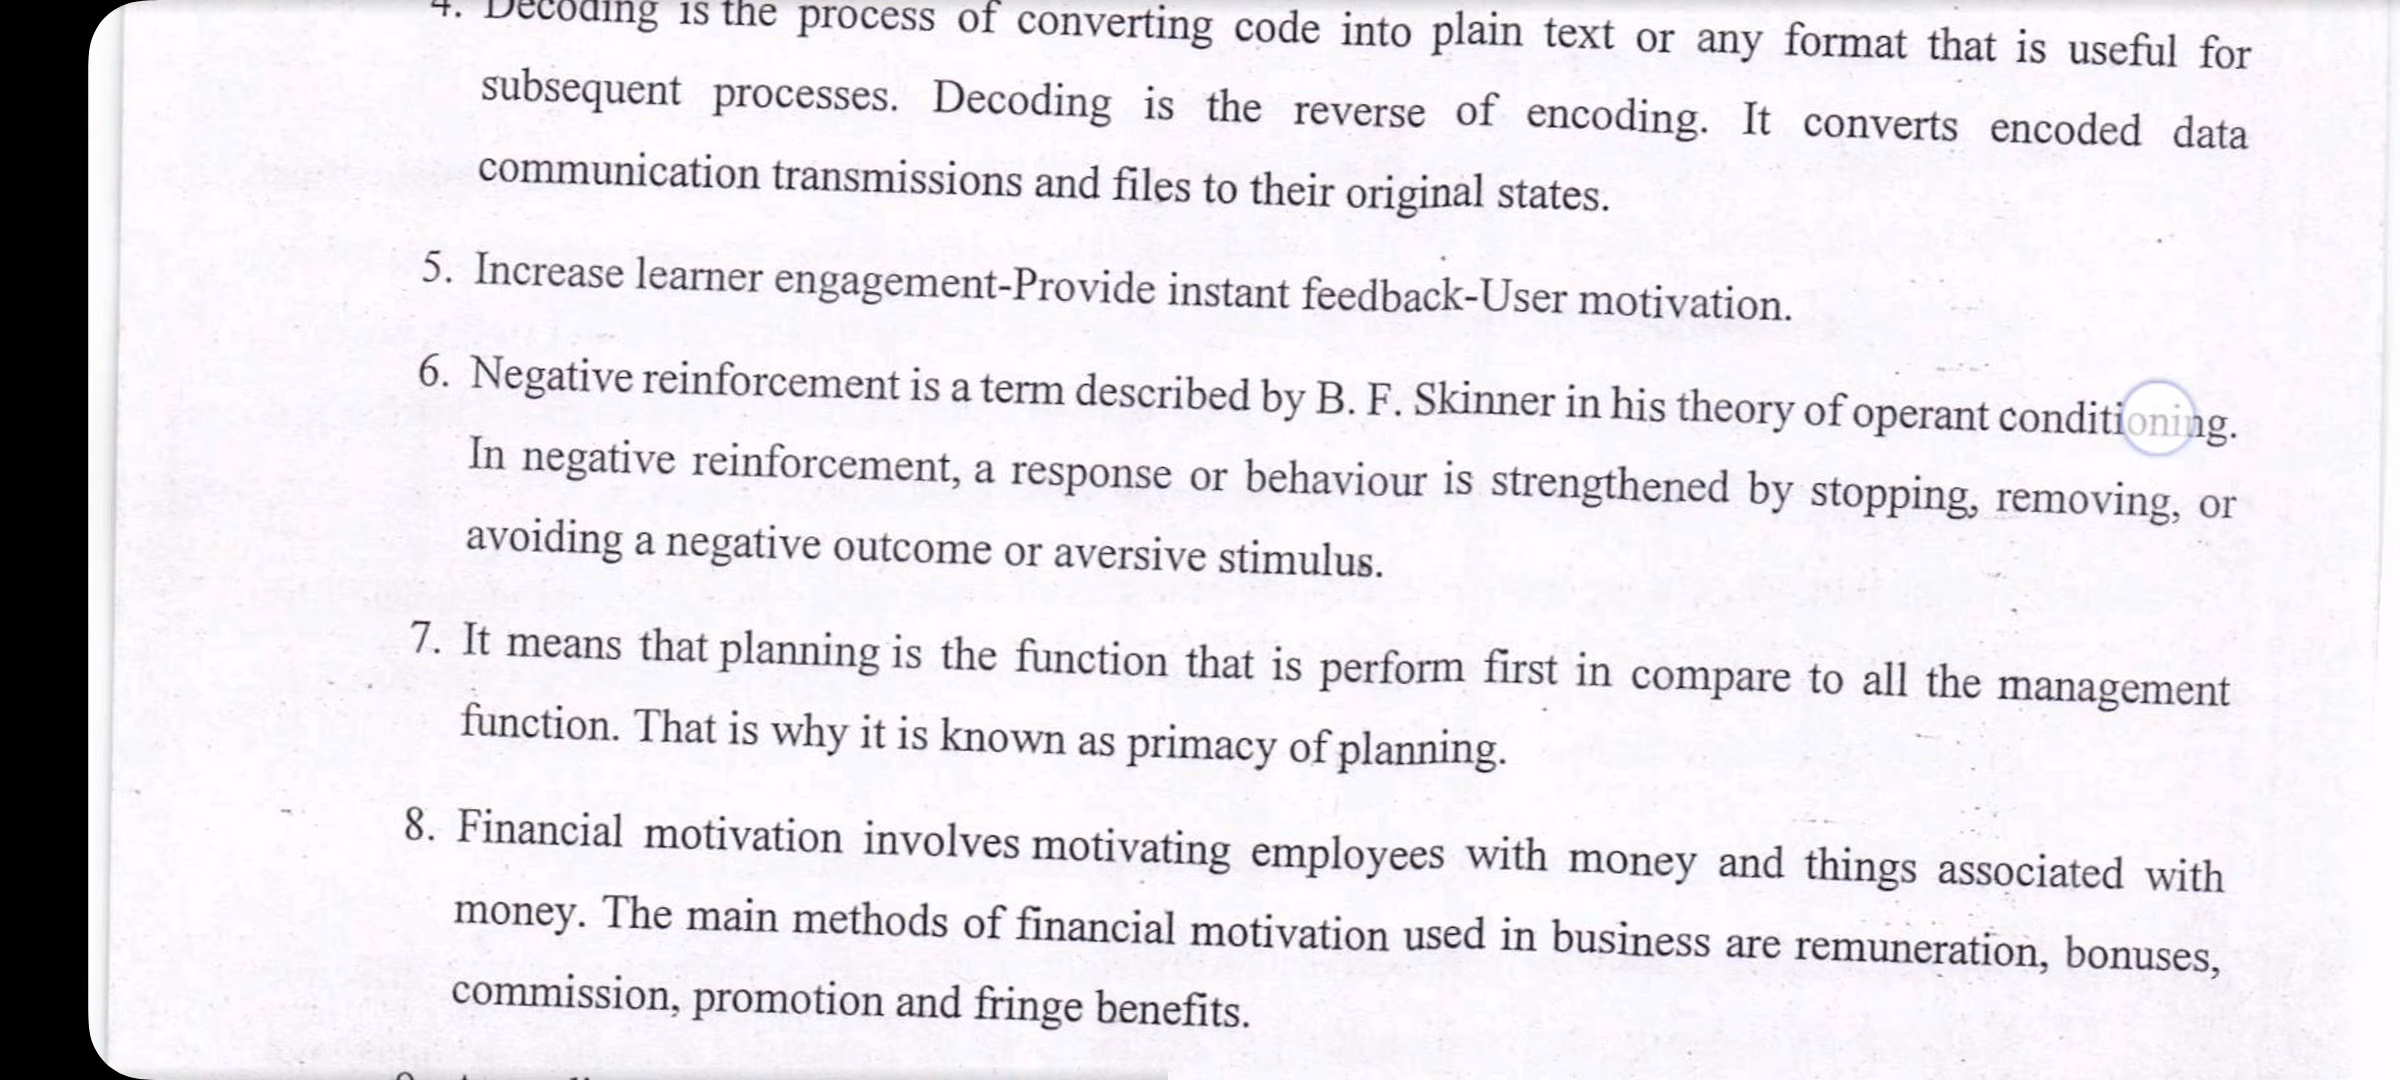 4. Decoding is the process of converting code into plain text or any format that is useful for
subsequent processes. Decoding is the reverse of encoding. It converts encoded data
communication transmissions and files to their original states.
5. Increase learner engagement-Provide instant feedback-User motivation.
6. Negative reinforcement is a term described by B. F. Skinner in his theory of operant conditioning.
In negative reinforcement, a response or behaviour is strengthened by stopping, removing, or
avoiding a negative outcome or aversive stimulus.
7. It means that planning is the function that is perform first in compare to all the management
function. That is why it is known as primacy of planning.
8. Financial motivation involves motivating employees with money and things associated with
money. The main methods of financial motivation used in business are remuneration, bonuses,
commission, promotion and fringe benefits.